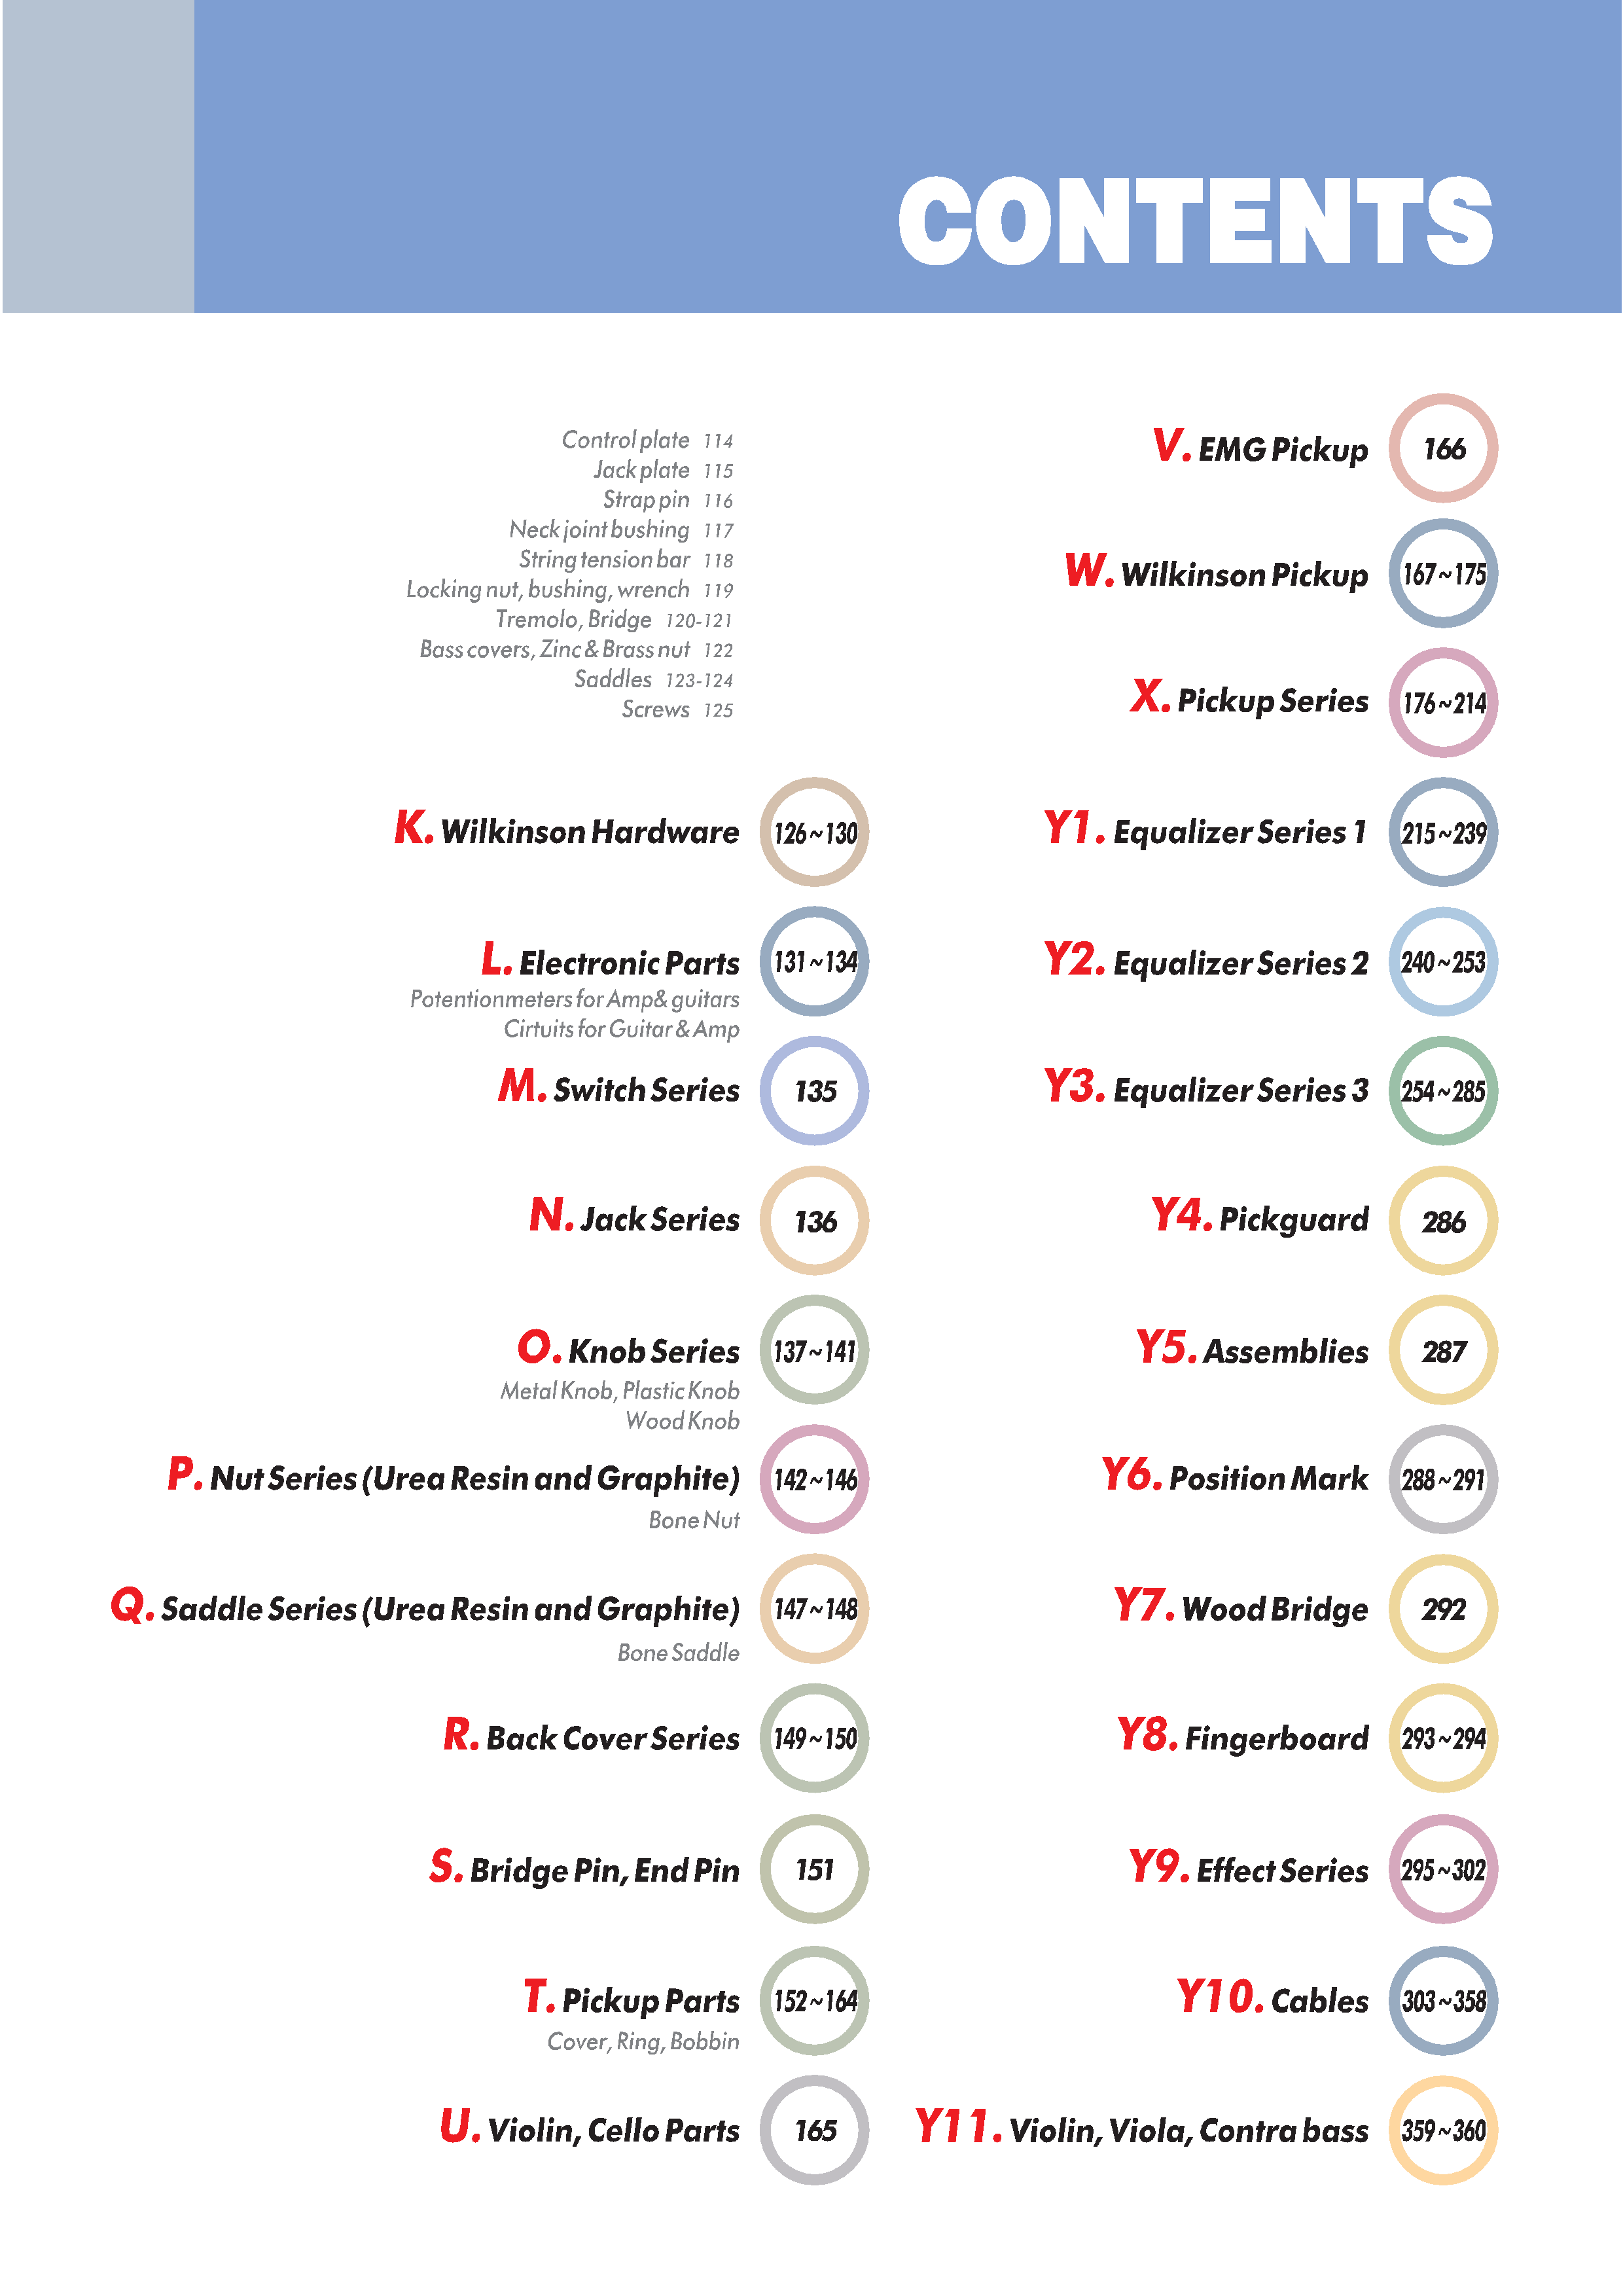 CONTENTS
Control plate 114
Jack plate 115
Strap pin 116
Neck joint bushing 117
String tension bar 118
Locking nut, bushing, wrench 119
Tremolo, Bridge 120-121
Bass covers, Zinc & Brass nut 122
Saddles 123-124
Screws 125
K. Wilkinson Hardware 126~130
L. Electronic Parts 131~134
Potentionmeters for Amp& guitars
Cirtuits for Guitar & Amp
M. Switch Series 135
N. Jack Series 136
O. Knob Series 137~141
Metal Knob, Plastic Knob
Wood Knob
P. Nut Series (Urea Resin and Graphite) 142~146
Bone Nut
Q. Saddle Series (Urea Resin and Graphite) 147~148
Bone Saddle
R. Back Cover Series 149~150
S. Bridge Pin, End Pin 151
T. Pickup Parts 152~164
Cover, Ring, Bobbin
U. Violin, Cello Parts 165
V. EMG Pickup 166
W. Wilkinson Pickup 167~175
X. Pickup Series 176~214
Y1. Equalizer Series 1 215~239
Y2. Equalizer Series 2 240~253
Y3. Equalizer Series 3 254~285
Y4. Pickguard 286
Y5. Assemblies 287
Y6. Position Mark 288~291
Y7. Wood Bridge 292
Y8. Fingerboard 293~294
Y9. Effect Series 295~302
Y10. Cables 303~358
Y11. Violin, Viola, Contra bass 359~360